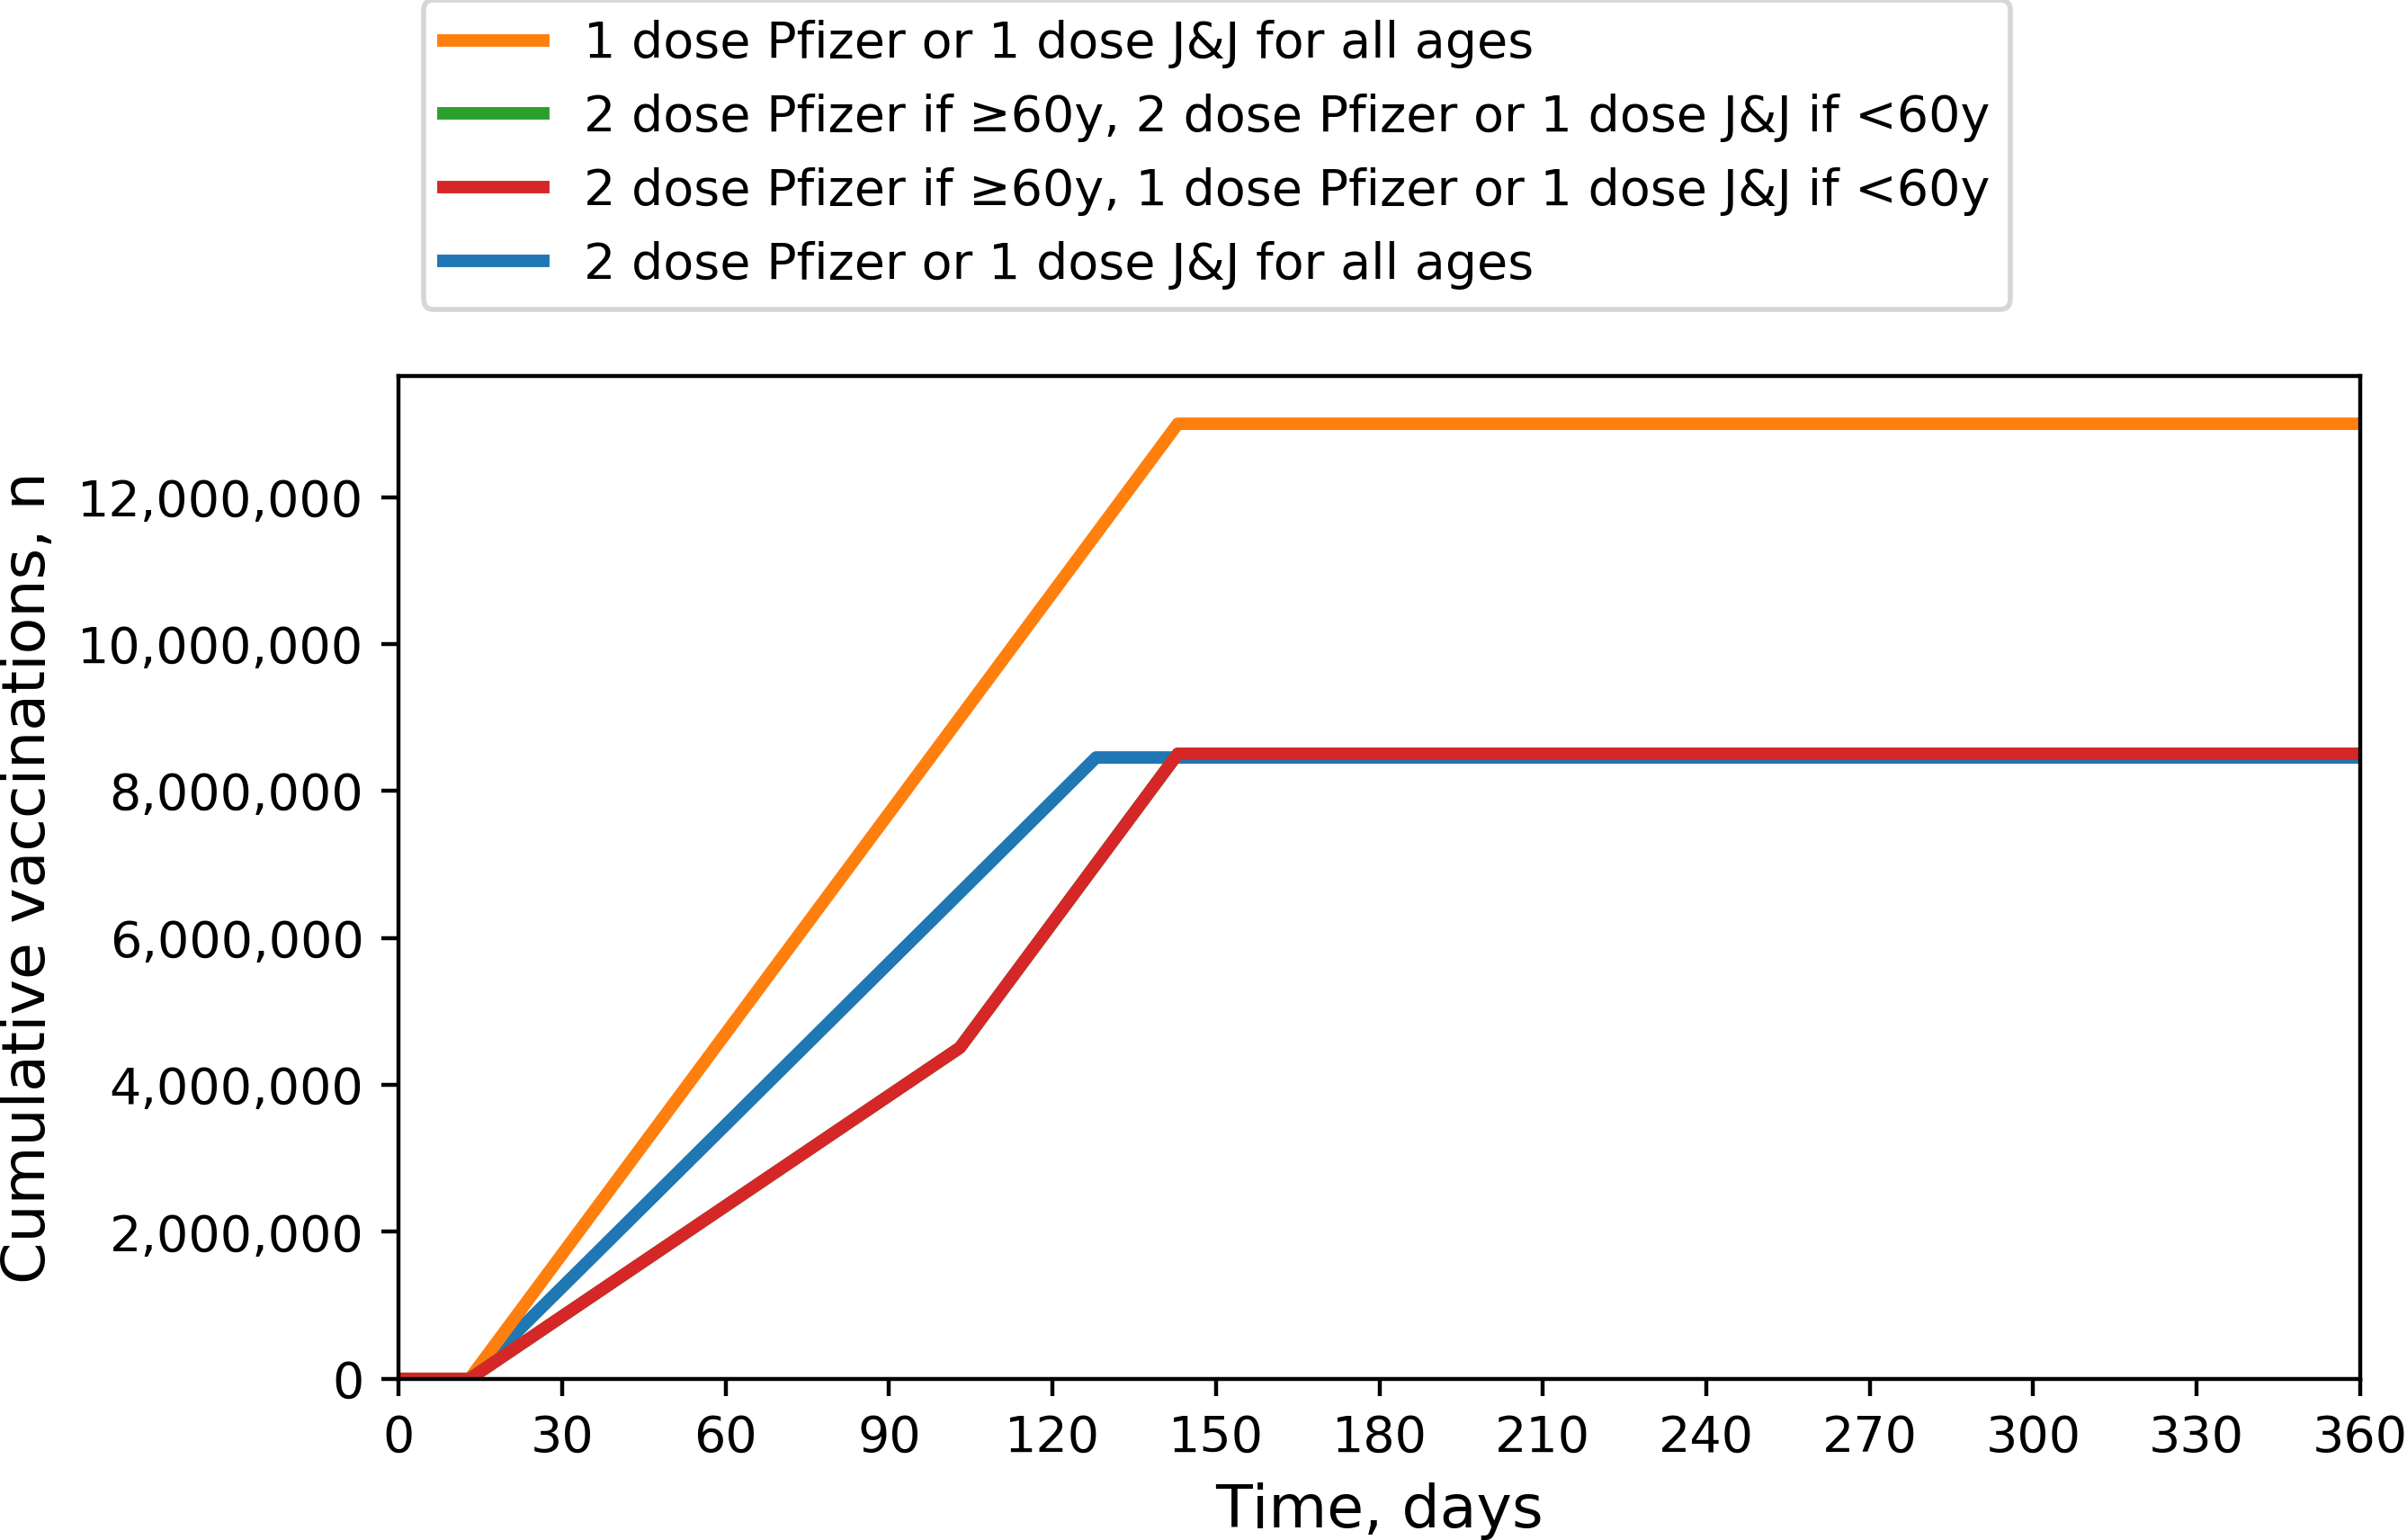 1 dose Pfizer or 1 dose J&J for all ages
2 dose Pfizer if ≥60y, 2 dose Pfizer or 1 dose J&J if <60y
2 dose Pfizer if ≥60y, 1 dose Pfizer or 1 dose J&J if <60y
2 dose Pfizer or 1 dose J&J for all ages
Cumulative vaccinations, n
12,000,000
10,000,000
8,000,000
6,000,000
4,000,000
2,000,000
0
0 30 60 90 120 150 180 210 240 270 300 330 360
Time, days